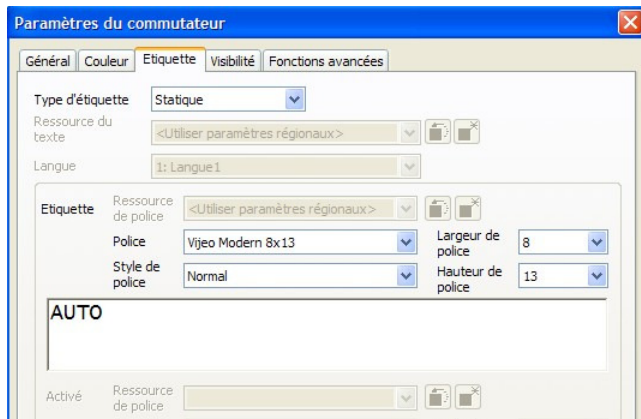 Paramètres du commutateur
Général Couleur Etiquette Visibilité Fonctions avancées
Type d'étiquette Statique
Ressource du texte <Utiliser paramètres régionaux>
Langue 1: Langue1
Etiquette Ressource de police <Utiliser paramètres régionaux>
Police Vijeo Modern 8x13 Largeur de police 8
Style de police Normal Hauteur de police 13
AUTO
Activé Ressource de police